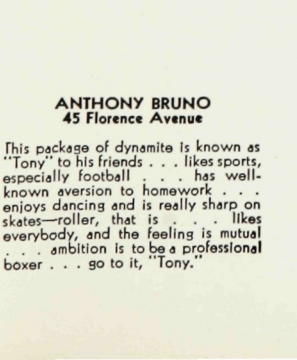 ANTHONY BRUNO
45 Florence Avenue
This package of dynamite is known as
"Tony" to his friends . . . likes sports,
especially football . . . has well-
known aversion to homework . . .
enjoys dancing and is really sharp on
skates—roller, that is . . . likes
everybody, and the feeling is mutual
. . . ambition is to be a professional
boxer . . . go to it, "Tony."